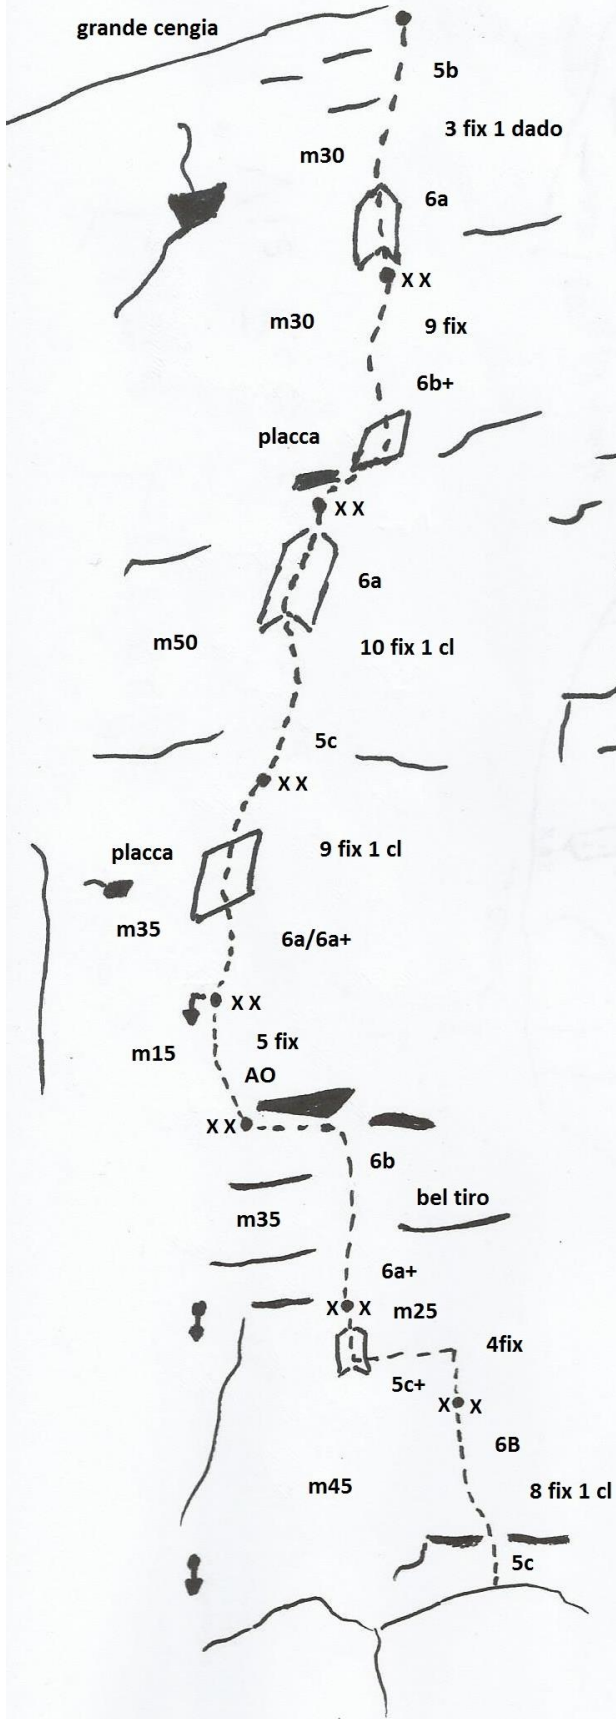 grande cengia
5b
3 fix 1 dado
m30
6a
X X
m30
9 fix
6b+
placca
X X
6a
m50
10 fix 1 cl
5c
X X
9 fix 1 cl
placca
m35
6a/6a+
X X
5 fix
m15
AO
X X
6b
bel tiro
m35
6a+
X X
m25
4fix
5c+
X X
6B
m45
8 fix 1 cl
5c